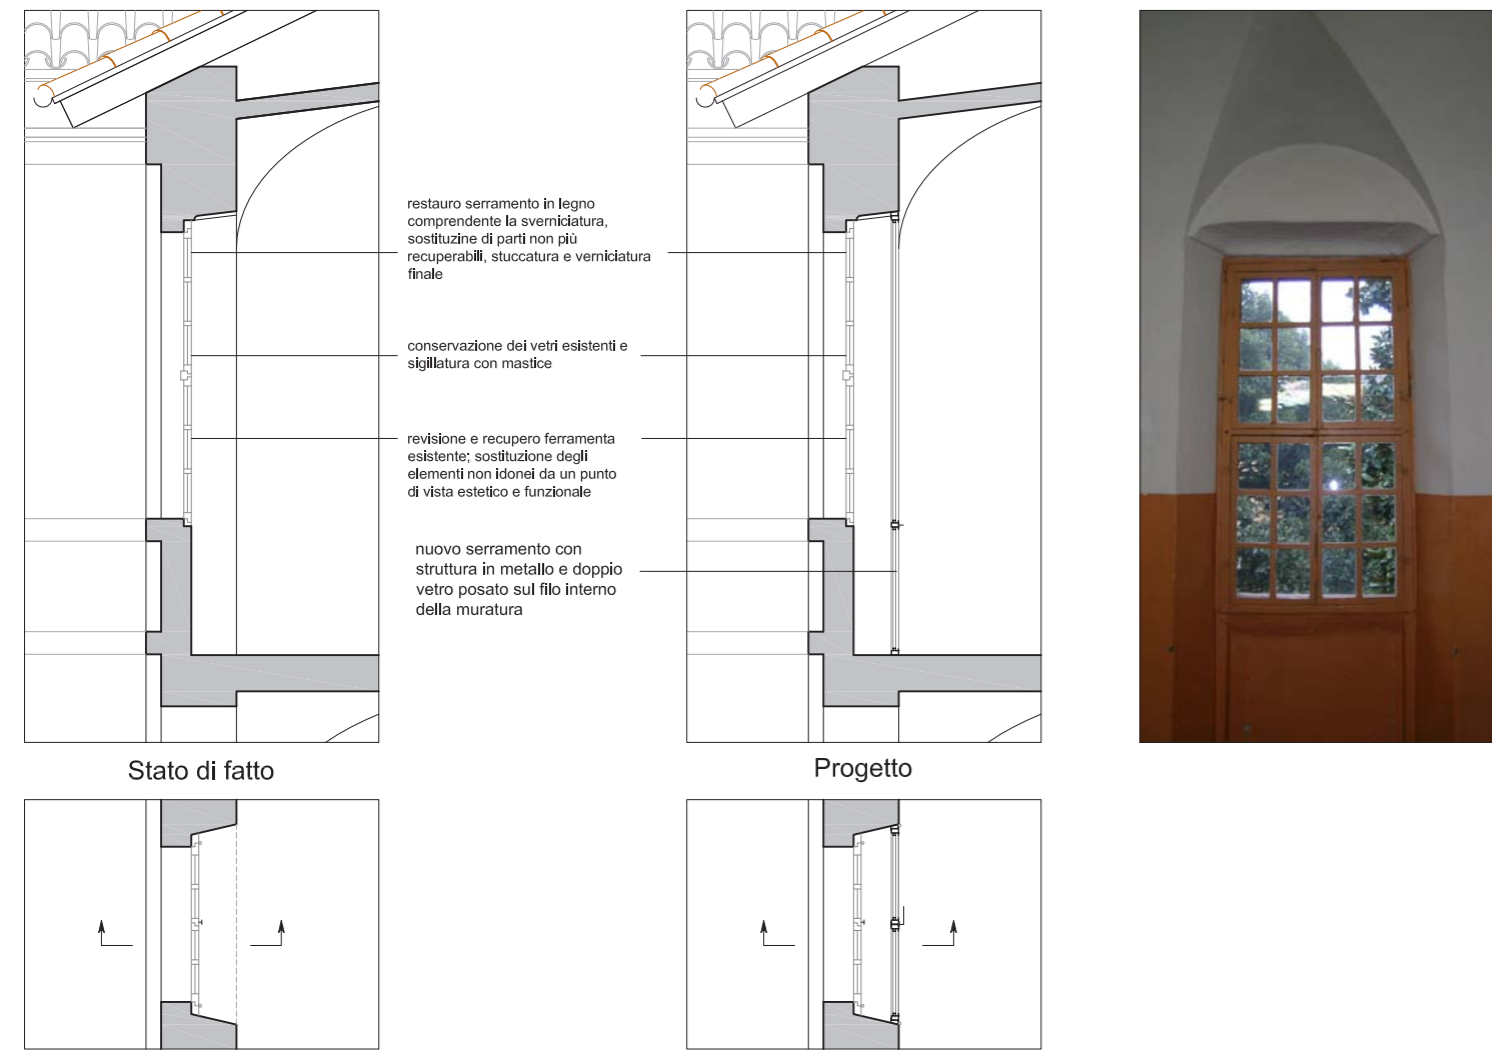 restauro serramento in legno
comprendente la sverniciatura,
sostituzine di parti non più
recuperabili, stuccatura e verniciatura
finale
conservazione dei vetri esistenti e
sigillatura con mastice
revisione e recupero ferramenta
esistente; sostituzione degli
elementi non idonei da un punto
di vista estetico e funzionale
nuovo serramento con
struttura in metallo e doppio
vetro posato sul filo interno
della muratura
Stato di fatto
Progetto